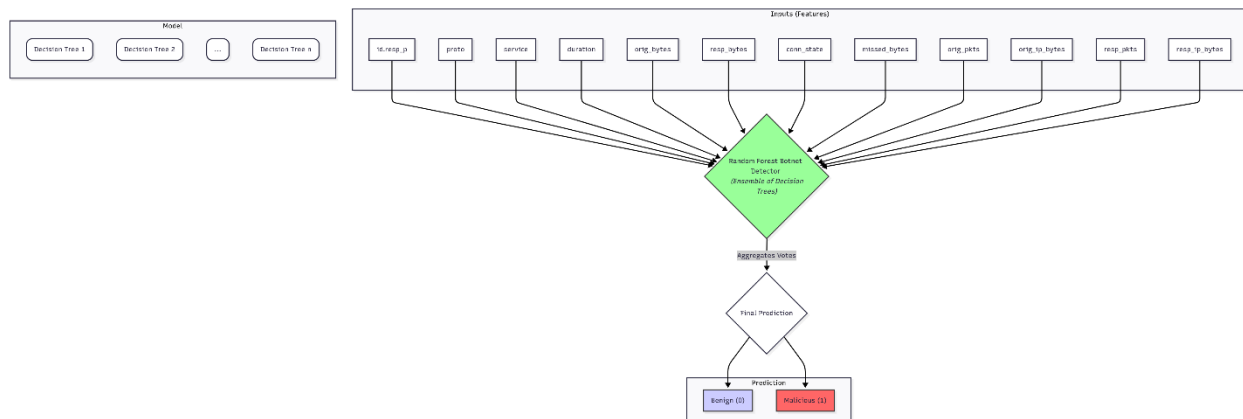 Model
Decision Tree 1
Decision Tree 2
...
Decision Tree n
Inputs (Features)
id.resp_p
proto
service
duration
orig_bytes
resp_bytes
conn_state
missed_bytes
orig_pkts
orig_ip_bytes
resp_pkts
resp_ip_bytes
Random Forest Botnet
Detector
(Ensemble of Decision
Trees)
Aggregates Votes
Final Prediction
Prediction
Benign (0)
Malicious (1)